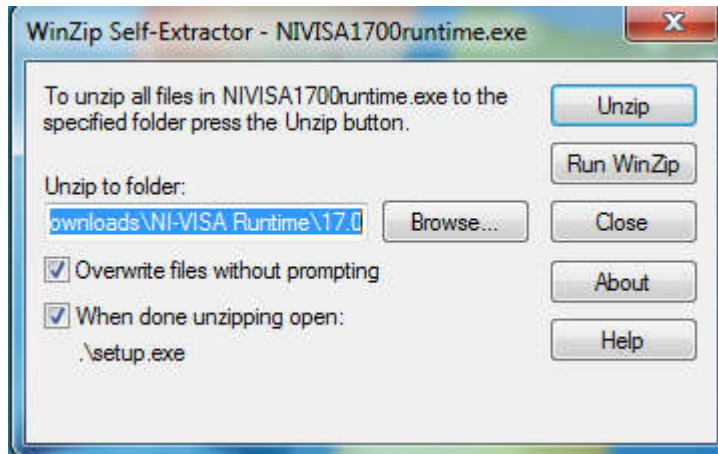 WinZip Self-Extractor - NIVISA1700runtime.exe
To unzip all files in NIVISA1700runtime.exe to the
specified folder press the Unzip button.
Unzip to folder:
ownloads\NI-VISA Runtime\17.0
Browse...
Overwrite files without prompting
When done unzipping open:
.\setup.exe
Unzip
Run WinZip
Close
About
Help